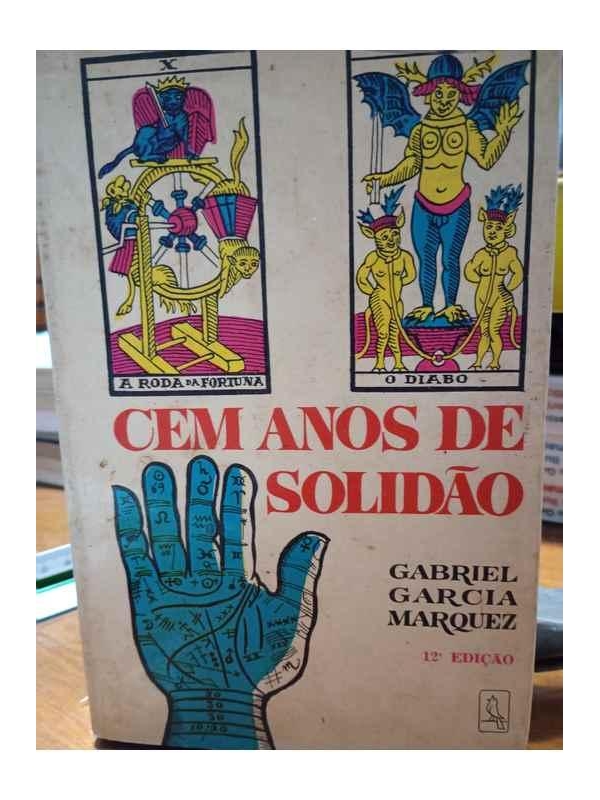 X
A RODA DA FORTUNA
O DIABO
CEM ANOS DE
SOLIDÃO
GABRIEL
GARCIA
MARQUEZ
12ª EDIÇÃO